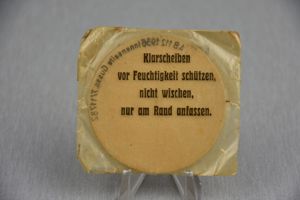 Klarscheiben
vor Feuchtigkeit schützen,
nicht wischen,
nur am Rand anfassen.